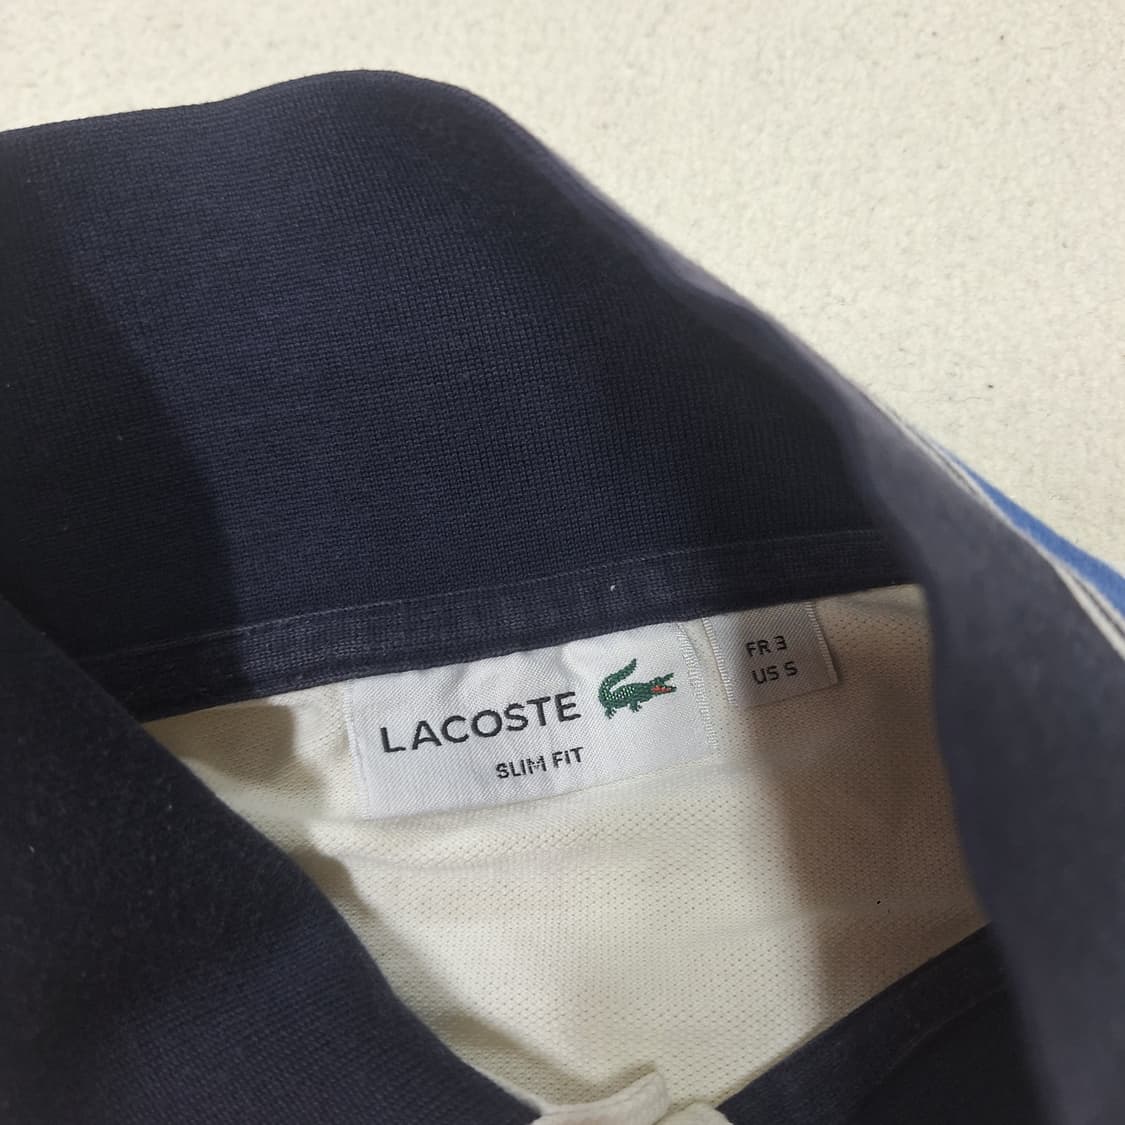 LACOSTE
SLIM FIT
FR 3
US S